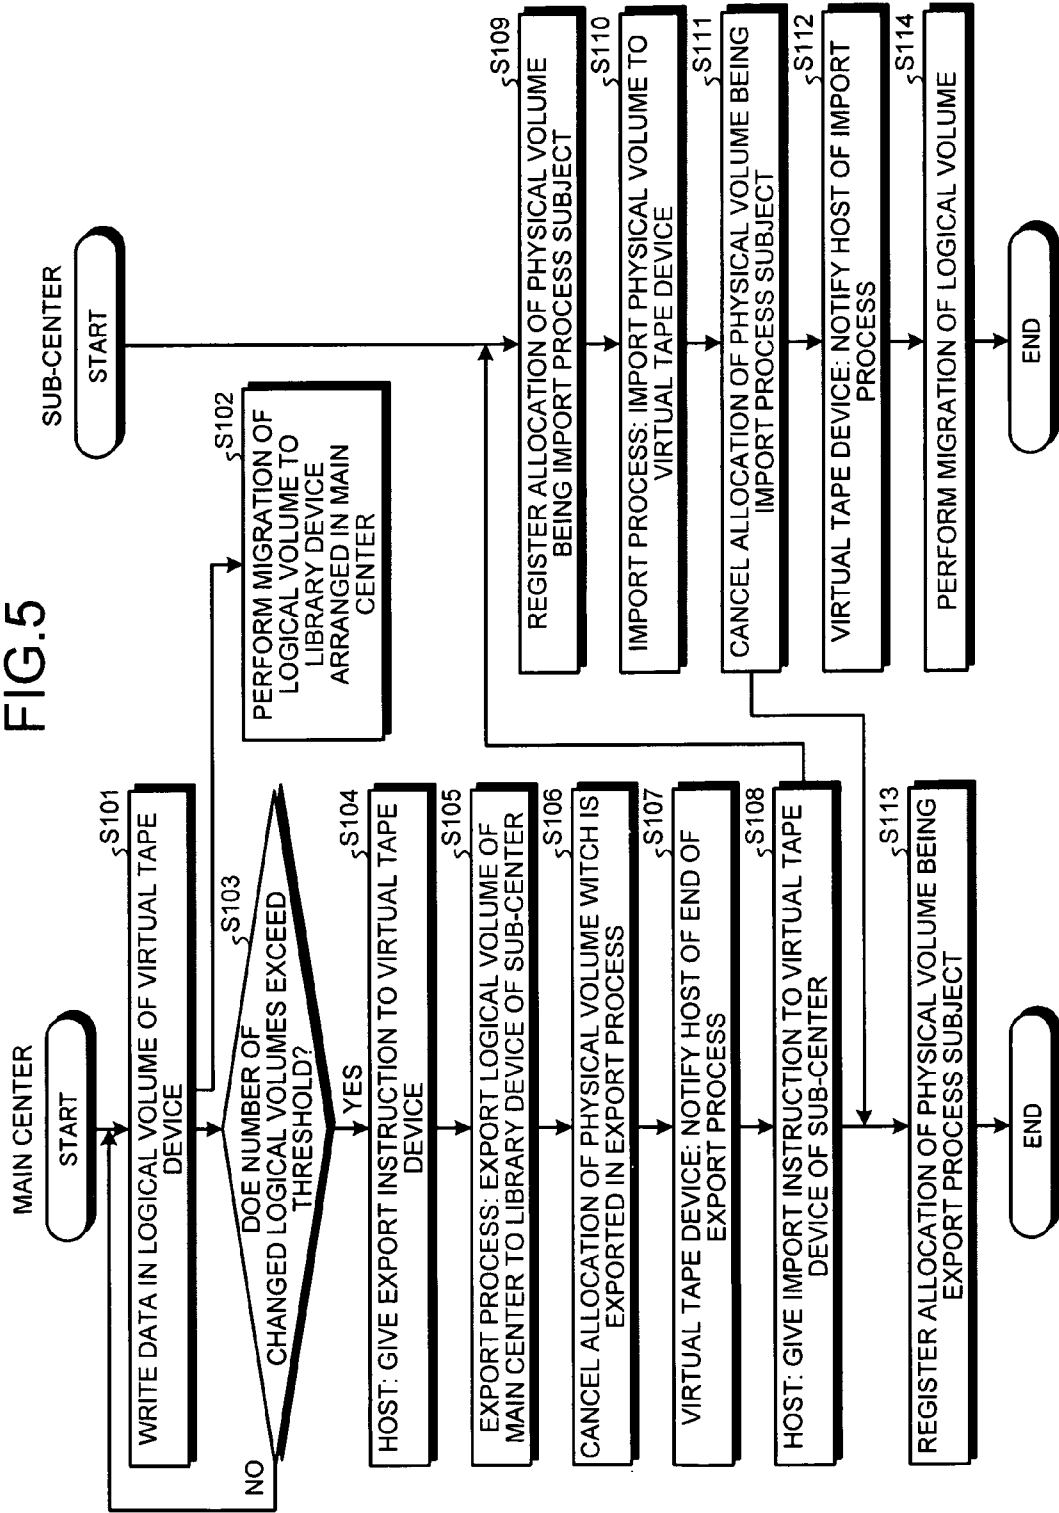 FIG.5
MAIN CENTER
START
S101
WRITE DATA IN LOGICAL VOLUME OF VIRTUAL TAPE
DEVICE
S102
PERFORM MIGRATION OF
LOGICAL VOLUME TO
LIBRARY DEVICE
ARRANGED IN MAIN
CENTER
S103
DOE NUMBER OF
CHANGED LOGICAL VOLUMES EXCEED
THRESHOLD?
NO
YES
S104
HOST: GIVE EXPORT INSTRUCTION TO VIRTUAL TAPE
DEVICE
S105
EXPORT PROCESS: EXPORT LOGICAL VOLUME OF
MAIN CENTER TO LIBRARY DEVICE OF SUB-CENTER
S106
CANCEL ALLOCATION OF PHYSICAL VOLUME WITCH IS
EXPORTED IN EXPORT PROCESS
S107
VIRTUAL TAPE DEVICE: NOTIFY HOST OF END OF
EXPORT PROCESS
S108
HOST: GIVE IMPORT INSTRUCTION TO VIRTUAL TAPE
DEVICE OF SUB-CENTER
S113
REGISTER ALLOCATION OF PHYSICAL VOLUME BEING
EXPORT PROCESS SUBJECT
END
SUB-CENTER
START
S109
REGISTER ALLOCATION OF PHYSICAL VOLUME
BEING IMPORT PROCESS SUBJECT
S110
IMPORT PROCESS: IMPORT PHYSICAL VOLUME TO
VIRTUAL TAPE DEVICE
S111
CANCEL ALLOCATION OF PHYSICAL VOLUME BEING
IMPORT PROCESS SUBJECT
S112
VIRTUAL TAPE DEVICE: NOTIFY HOST OF IMPORT
PROCESS
S114
PERFORM MIGRATION OF LOGICAL VOLUME
END